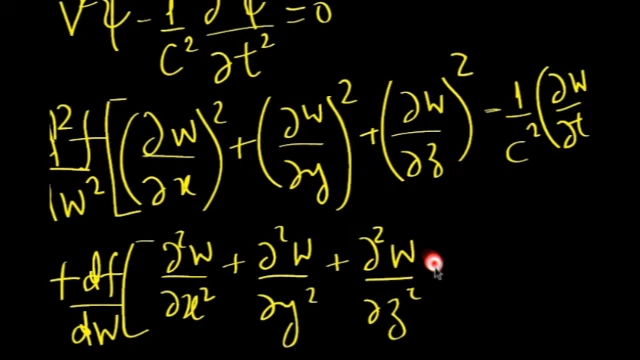 ∇²ψ - 1/C² ∂²ψ/∂t² = 0
d²f/dW² [(∂W/∂x)² + (∂W/∂y)² + (∂W/∂z)² - 1/C² (∂W/∂t
+ df/dW [∂²W/∂x² + ∂²W/∂y² + ∂²W/∂z²